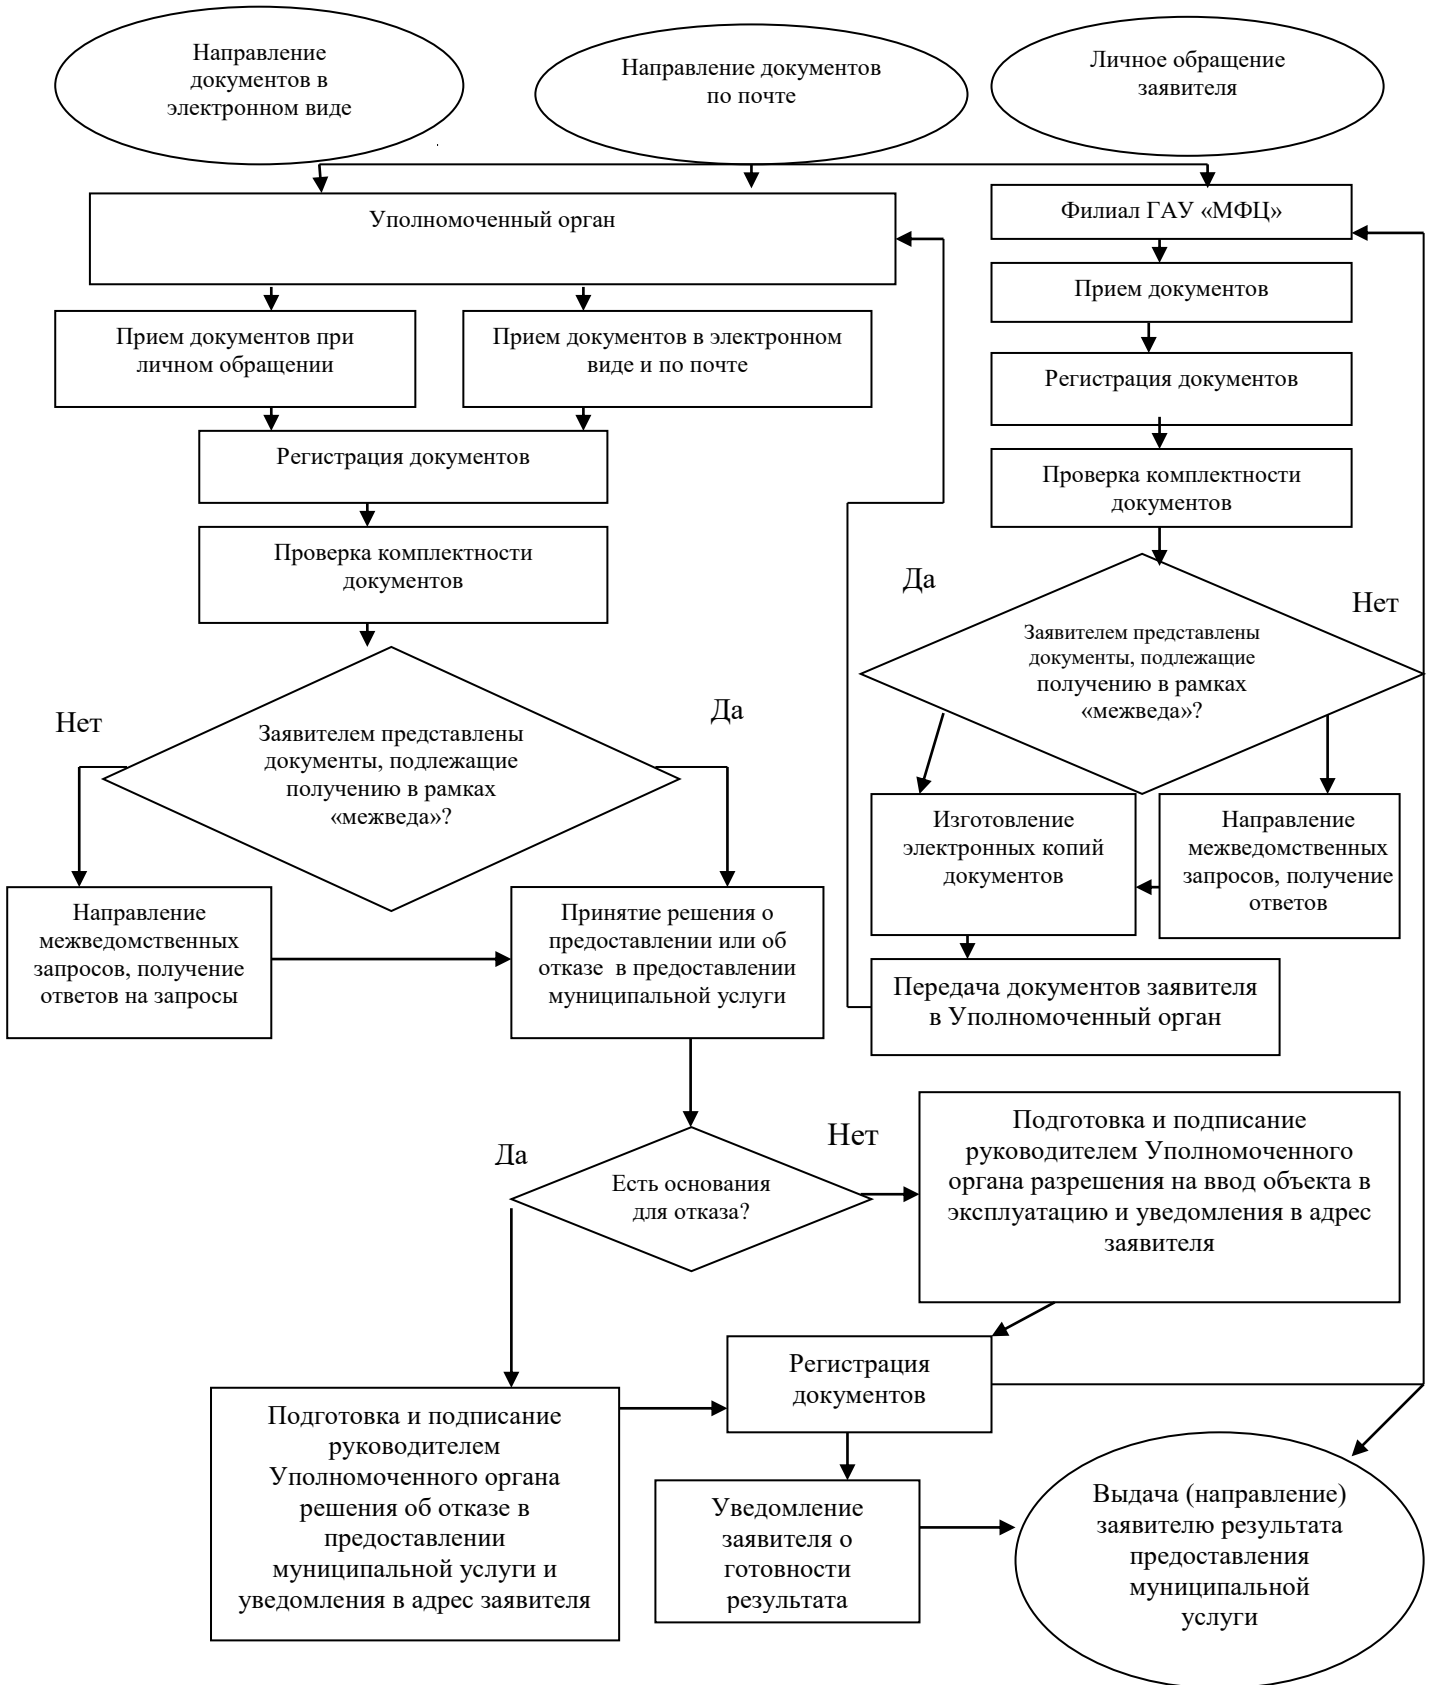 Направление
документов в
электронном виде
Направление документов
по почте
Личное обращение
заявителя
Уполномоченный орган
Филиал ГАУ «МФЦ»
Прием документов
Прием документов при
личном обращении
Прием документов в электронном
виде и по почте
Регистрация документов
Регистрация документов
Проверка комплектности
документов
Проверка комплектности
документов
Да
Нет
Заявителем представлены
документы, подлежащие
получению в рамках
«межведа»?
Нет
Да
Заявителем представлены
документы, подлежащие
получению в рамках
«межведа»?
Изготовление
электронных копий
документов
Направление
межведомственных
запросов, получение
ответов
Направление
межведомственных
запросов, получение
ответов на запросы
Принятие решения о
предоставлении или об
отказе в предоставлении
муниципальной услуги
Передача документов заявителя
в Уполномоченный орган
Да
Нет
Есть основания
для отказа?
Подготовка и подписание
руководителем Уполномоченного
органа разрешения на ввод объекта в
эксплуатацию и уведомления в адрес
заявителя
Регистрация
документов
Подготовка и подписание
руководителем
Уполномоченного органа
решения об отказе в
предоставлении
муниципальной услуги и
уведомления в адрес заявителя
Уведомление
заявителя о
готовности
результата
Выдача (направление)
заявителю результата
предоставления
муниципальной
услуги